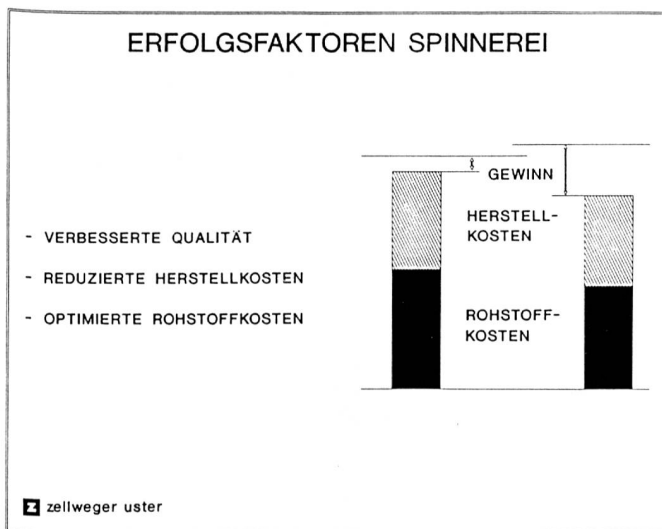 ERFOLGSFAKTOREN SPINNEREI
- VERBESSERTE QUALITÄT
- REDUZIERTE HERSTELLKOSTEN
- OPTIMIERTE ROHSTOFFKOSTEN
GEWINN
HERSTELL-
KOSTEN
ROHSTOFF-
KOSTEN
z zellweger uster